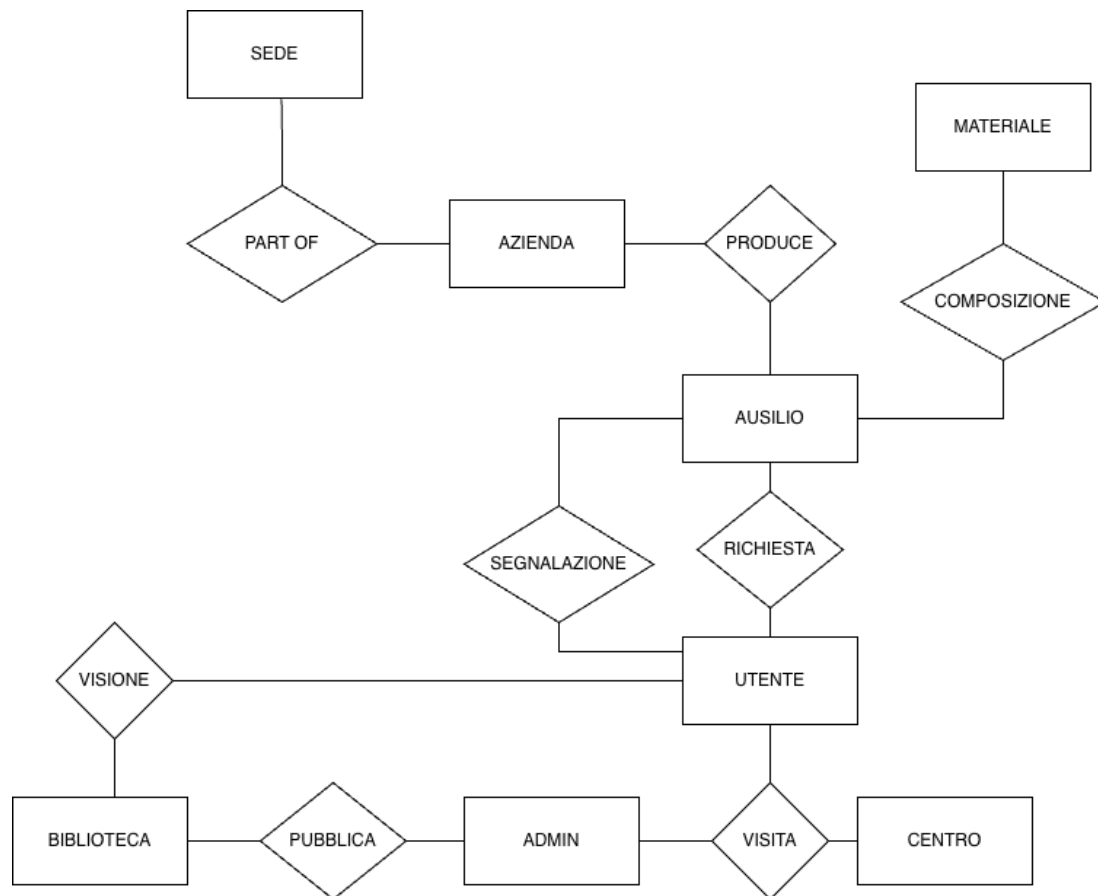 SEDE
MATERIALE
PART OF
AZIENDA
PRODUCE
COMPOSIZIONE
AUSILIO
SEGNALAZIONE
RICHIESTA
VISIONE
UTENTE
BIBLIOTECA
PUBBLICA
ADMIN
VISITA
CENTRO